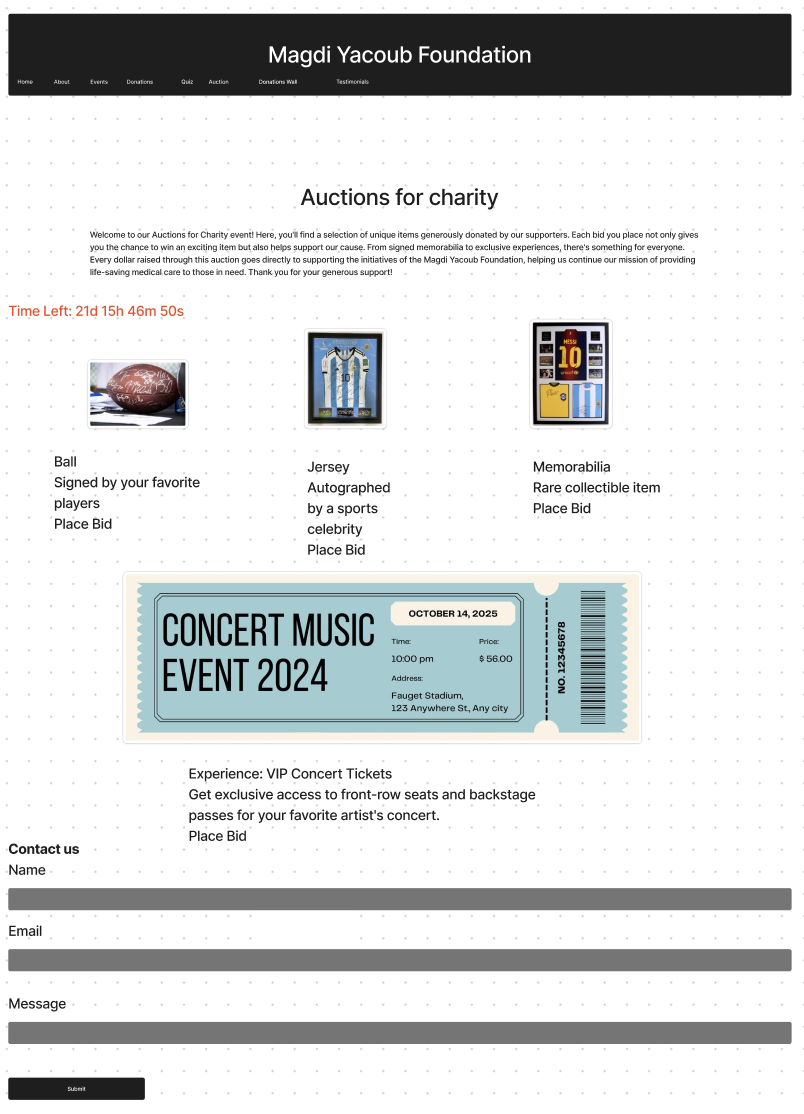 Magdi Yacoub Foundation
Home About Events Donations Quiz Auction Donations Wall Testimonials
Auctions for charity
Welcome to our Auctions for Charity event! Here, you'll find a selection of unique items generously donated by our supporters. Each bid you place not only gives
you the chance to win an exciting item but also helps support our cause. From signed memorabilia to exclusive experiences, there's something for everyone.
Every dollar raised through this auction goes directly to supporting the initiatives of the Magdi Yacoub Foundation, helping us continue our mission of providing
life-saving medical care to those in need. Thank you for your generous support!
Time Left: 21d 15h 46m 50s
10
MESSI
10
Ball
Signed by your favorite
players
Place Bid
Jersey
Autographed
by a sports
celebrity
Place Bid
Memorabilia
Rare collectible item
Place Bid
CONCERT MUSIC
EVENT 2024
OCTOBER 14, 2025
Time: Price:
10:00 pm $ 56.00
Address:
Fauget Stadium,
123 Anywhere St., Any city
NO. 12345678
Experience: VIP Concert Tickets
Get exclusive access to front-row seats and backstage
passes for your favorite artist's concert.
Place Bid
Contact us
Name
Email
Message
Submit